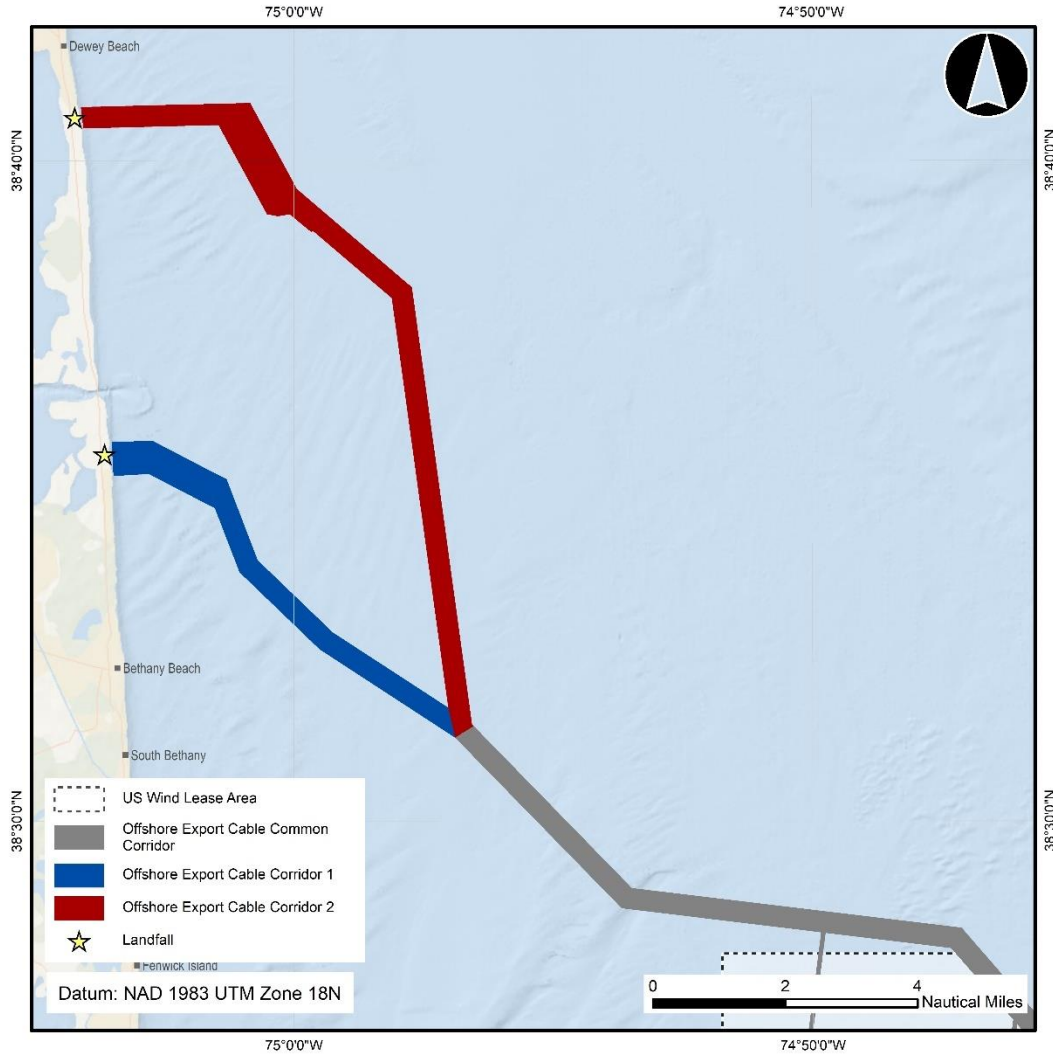 75°0'0"W
74°50'0"W
Dewey Beach
38°40'0"N
38°40'0"N
Bethany Beach
South Bethany
US Wind Lease Area
Offshore Export Cable Common
Corridor
38°30'0"N
38°30'0"N
Offshore Export Cable Corridor 1
Offshore Export Cable Corridor 2
Landfall
Fenwick Island
Datum: NAD 1983 UTM Zone 18N
0 2 4
Nautical Miles
75°0'0"W
74°50'0"W